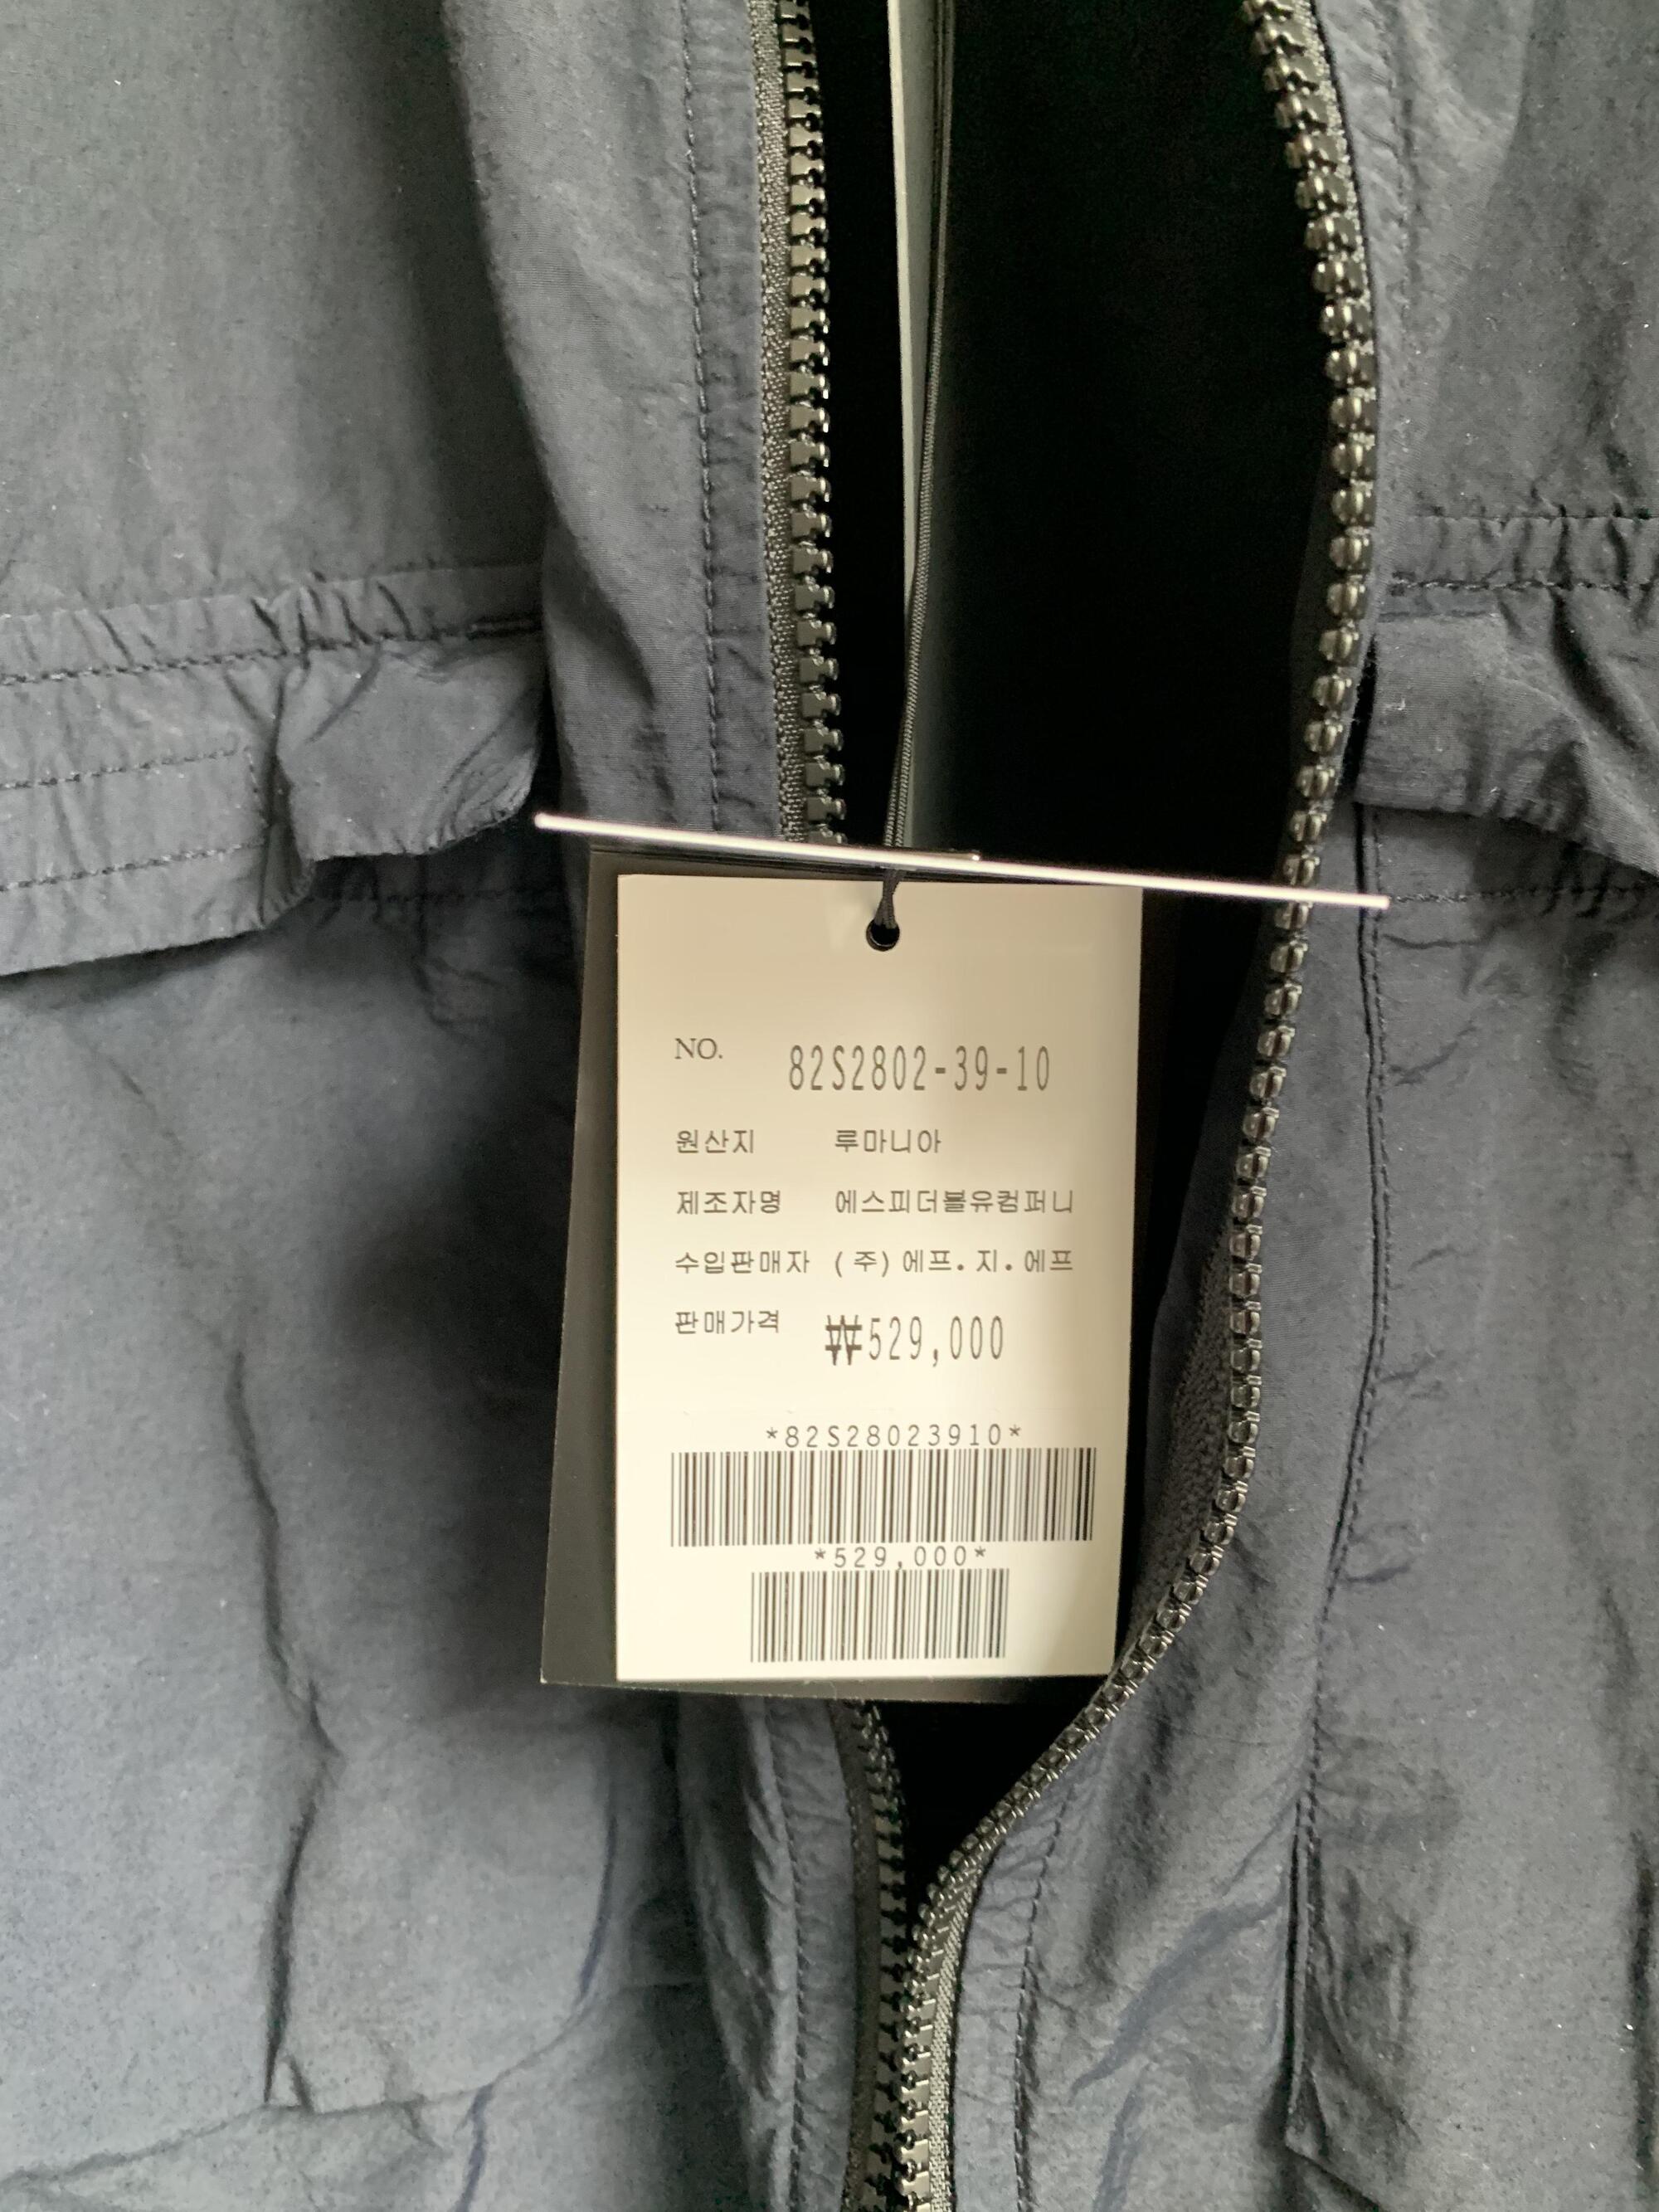 NO. 82S2802-39-10
원산지 루마니아
제조자명 에스피더블유컴퍼니
수입판매자 (주)에프.지.에프
판매가격 ₩529,000
*82S28023910*
*529,000*